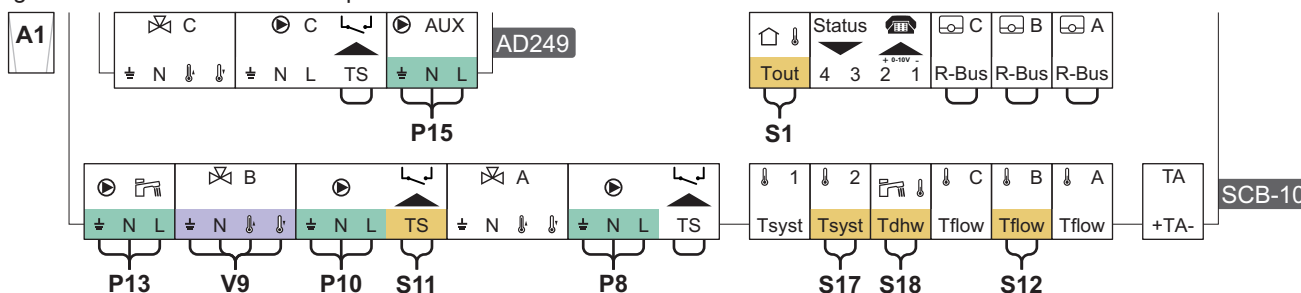 A1
C C AUX AD249
⏚ N ⏚ N L TS ⏚ N L
P15
Status C B A
+ 0-10V -
Tout 4 3 2 1 R-Bus R-Bus R-Bus
S1
B A
⏚ N L ⏚ N ⏚ N L TS ⏚ N ⏚ N L TS
P13 V9 P10 S11 P8
1 2 C B A TA
Tsyst Tsyst Tdhw Tflow Tflow Tflow +TA-
SCB-10
S17 S18 S12